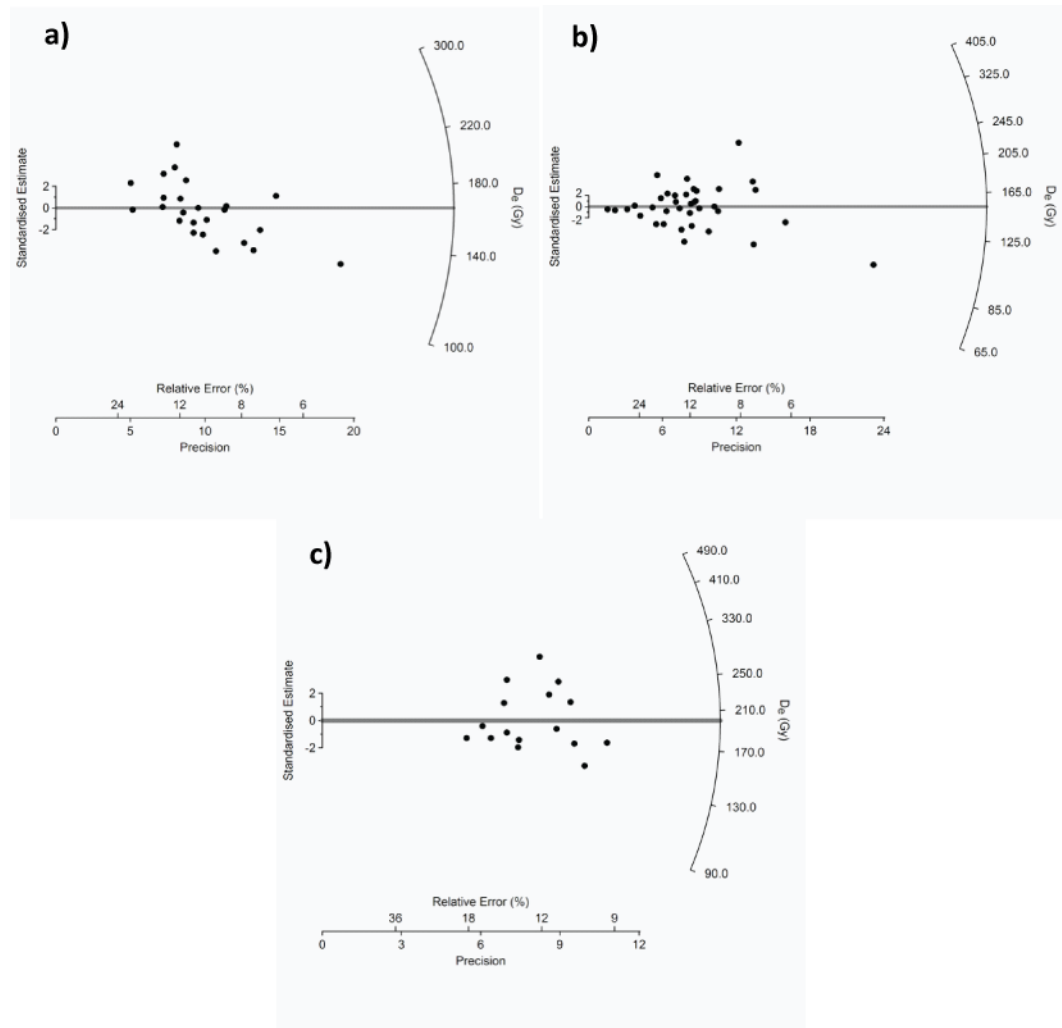 a)
300.0
220.0
180.0
140.0
100.0
De (Gy)
Standardised Estimate
2
0
-2
Relative Error (%)
24 12 8 6
0 5 10 15 20
Precision
b)
405.0
325.0
245.0
205.0
165.0
125.0
85.0
65.0
De (Gy)
Standardised Estimate
2
0
-2
Relative Error (%)
24 12 8 6
0 6 12 18 24
Precision
c)
490.0
410.0
330.0
250.0
210.0
170.0
130.0
90.0
De (Gy)
Standardised Estimate
2
0
-2
Relative Error (%)
36 18 12 9
0 3 6 9 12
Precision